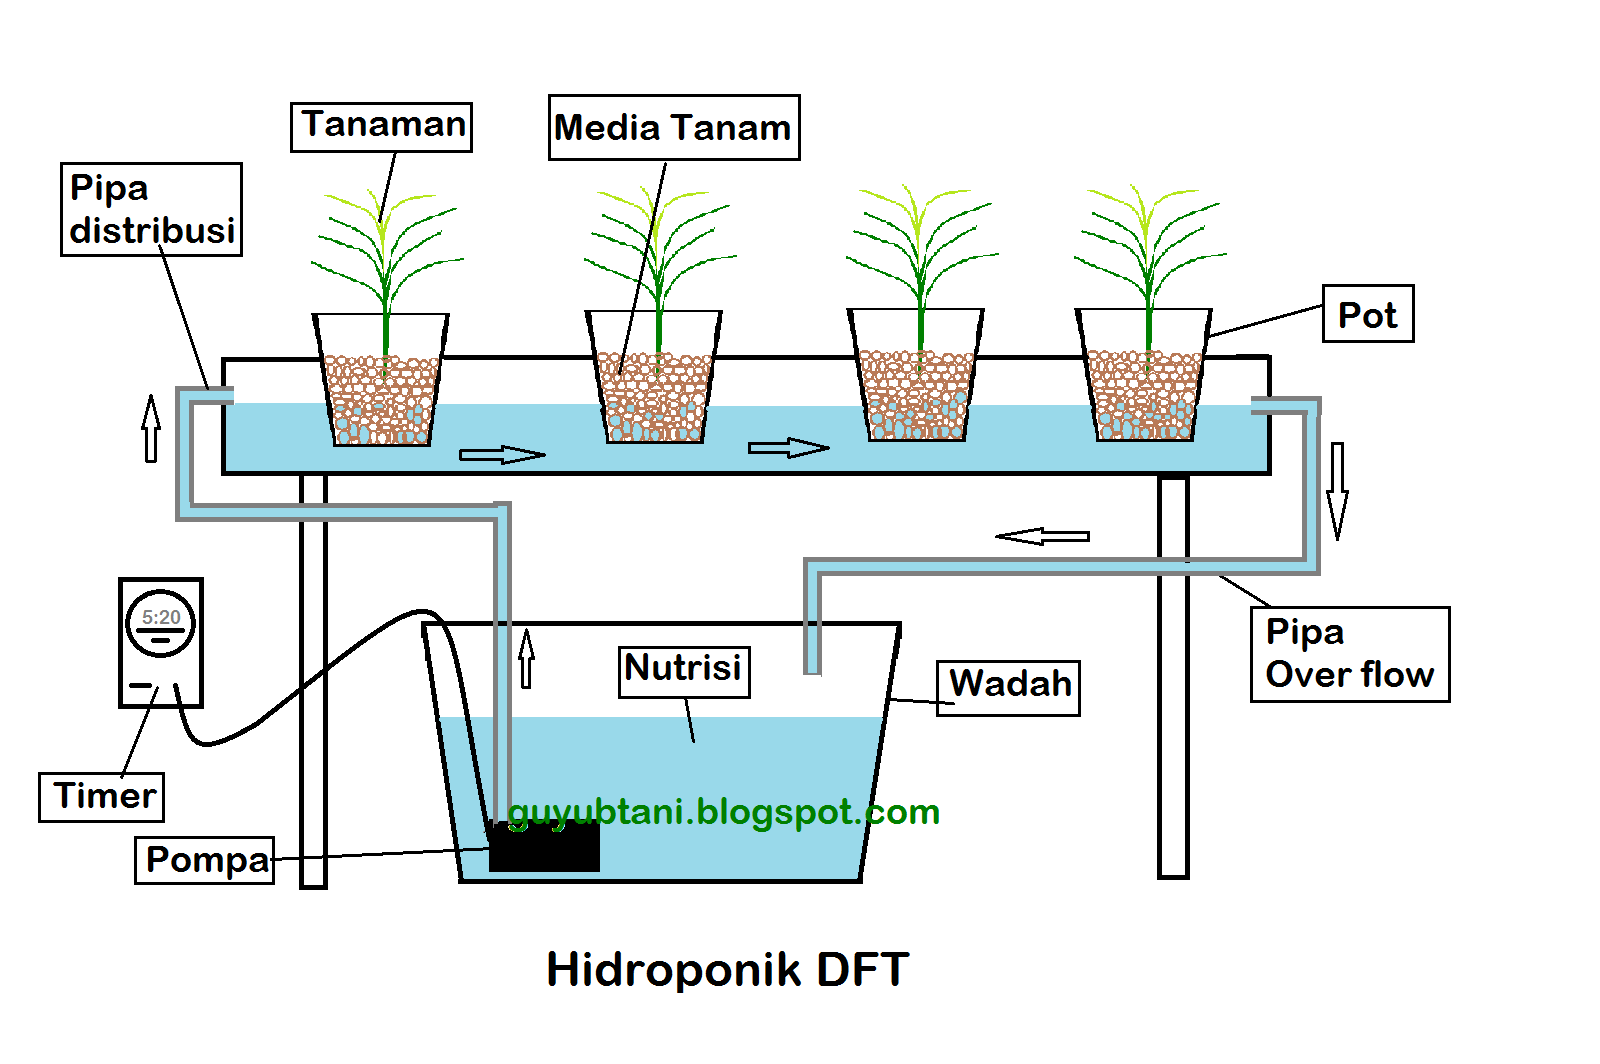 Tanaman
Media Tanam
Pipa
distribusi
Pot
5:20
Nutrisi
Wadah
Pipa
Over flow
Timer
guyubtani.blogspot.com
Pompa
Hidroponik DFT